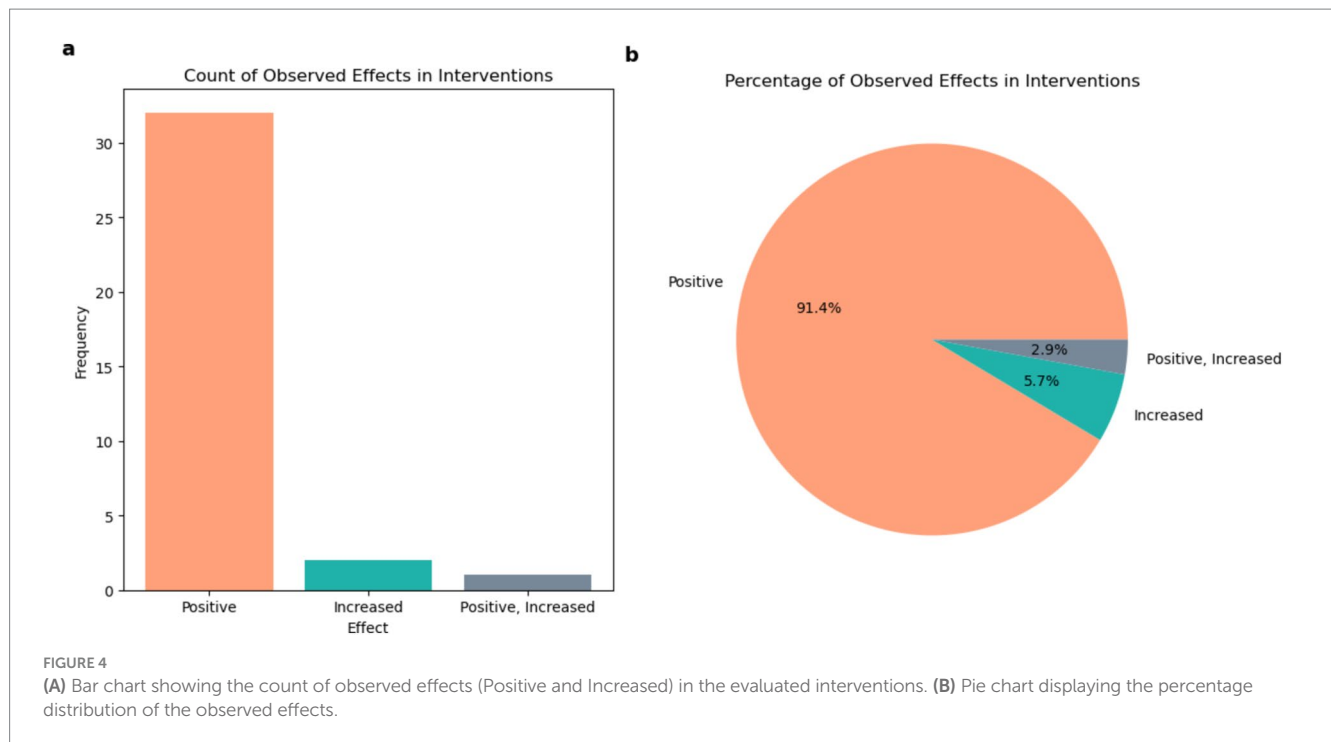 a
Count of Observed Effects in Interventions
30
25
20
15
10
5
0
Frequency
Positive
Increased
Positive, Increased
Effect
b
Percentage of Observed Effects in Interventions
Positive
91.4%
2.9%
Positive, Increased
5.7%
Increased
FIGURE 4
(A) Bar chart showing the count of observed effects (Positive and Increased) in the evaluated interventions. (B) Pie chart displaying the percentage
distribution of the observed effects.